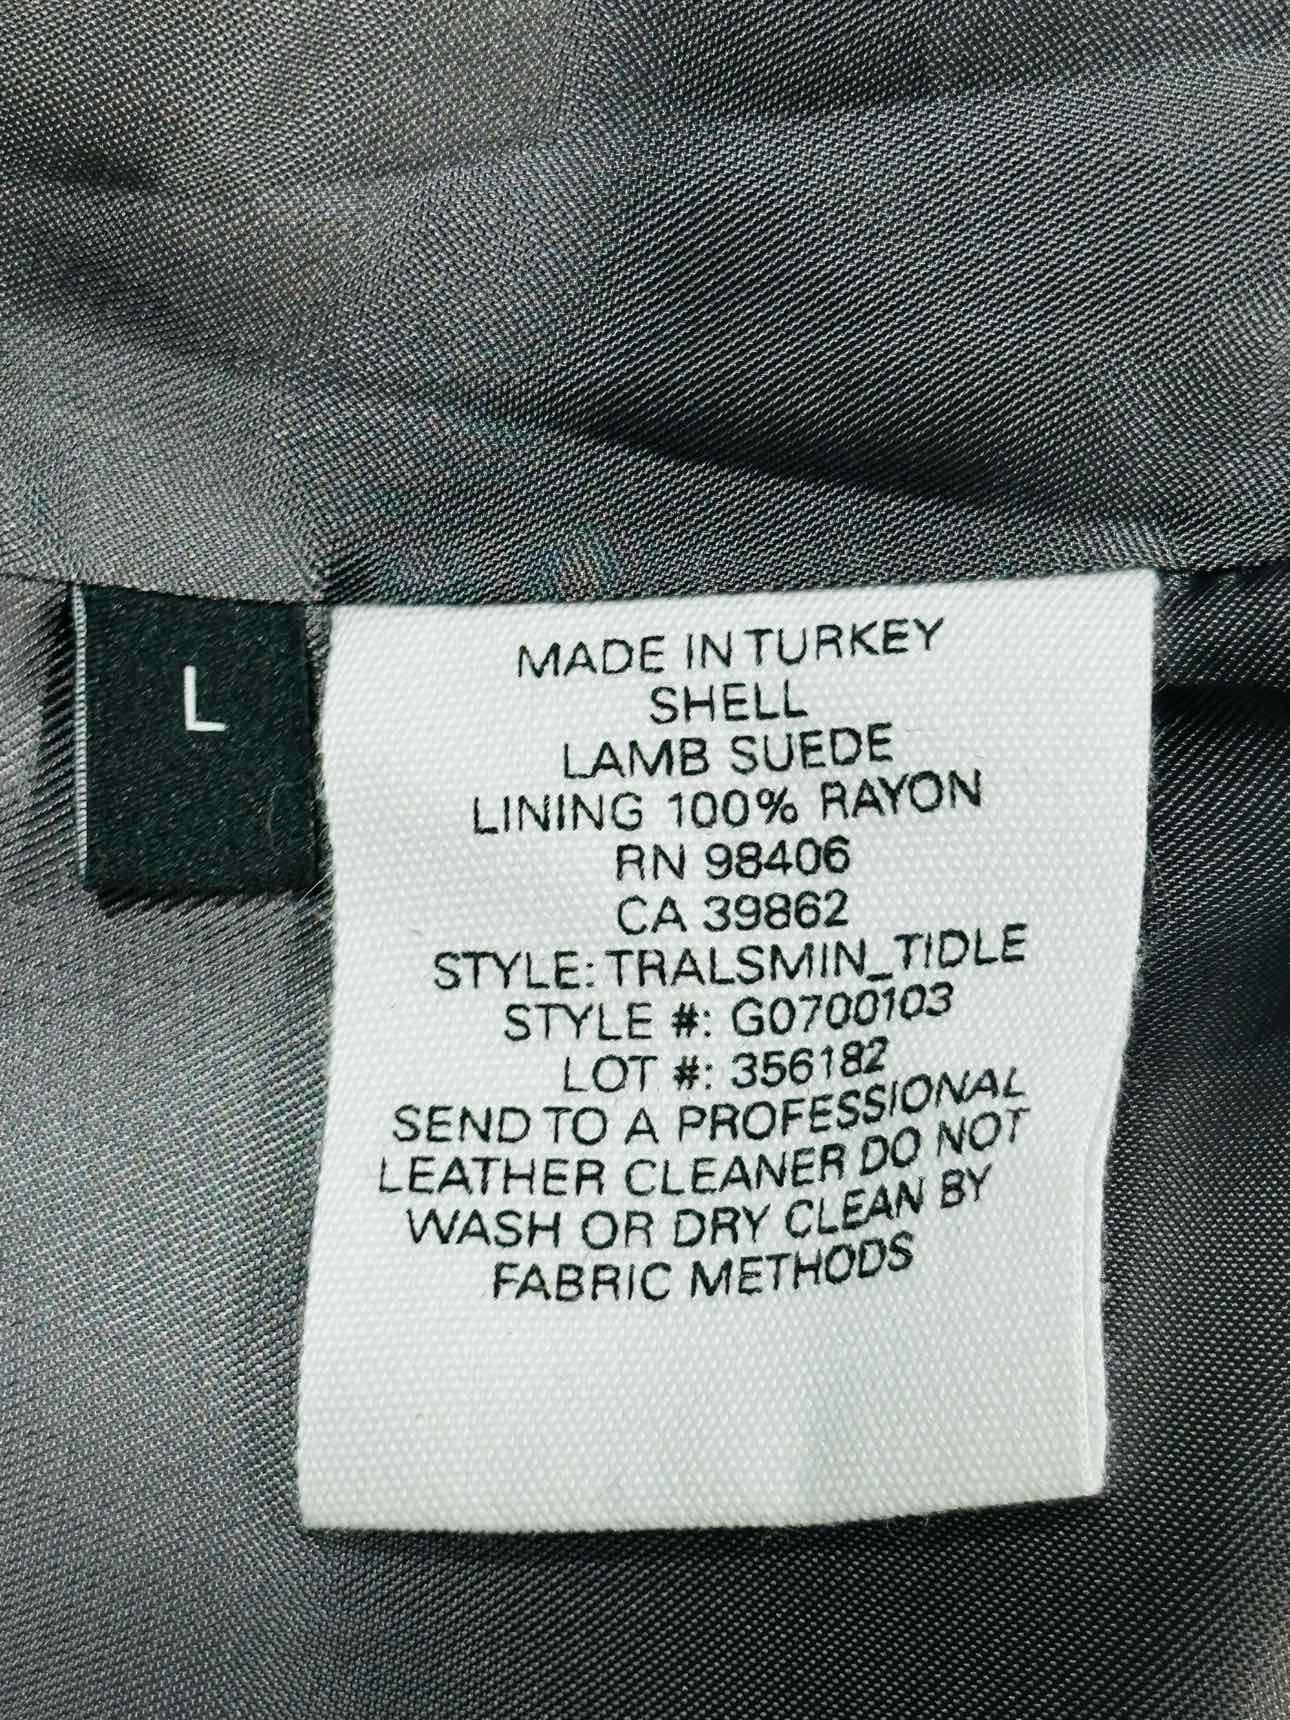 L
MADE IN TURKEY
SHELL
LAMB SUEDE
LINING 100% RAYON
RN 98406
CA 39862
STYLE: TRALSMIN_TIDLE
STYLE #: G0700103
LOT #: 356182
SEND TO A PROFESSIONAL
LEATHER CLEANER DO NOT
WASH OR DRY CLEAN BY
FABRIC METHODS